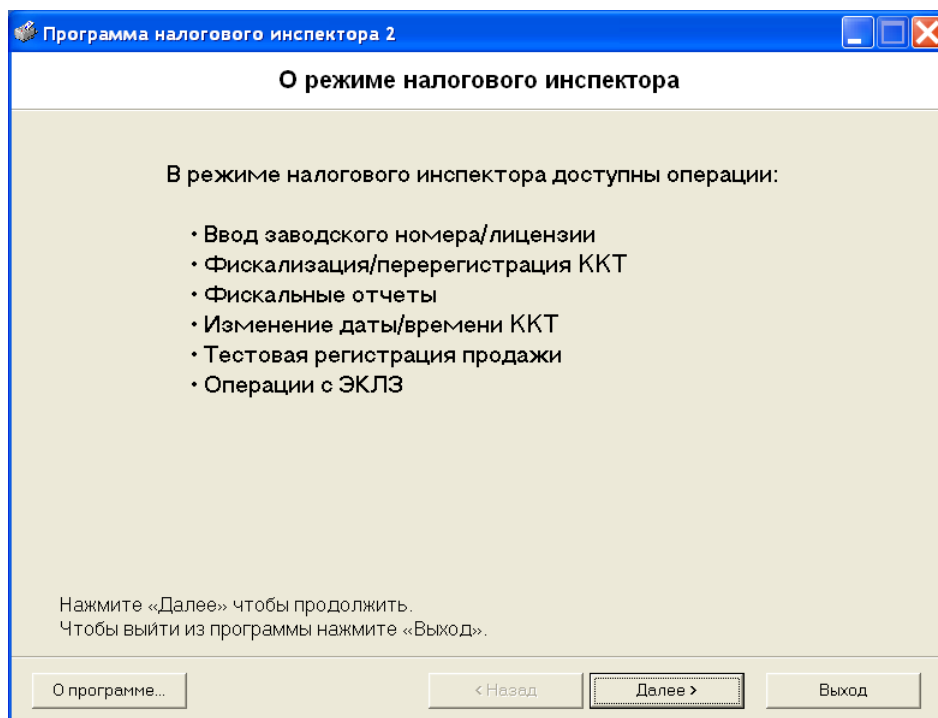 Программа налогового инспектора 2
О режиме налогового инспектора
В режиме налогового инспектора доступны операции:
• Ввод заводского номера/лицензии
• Фискализация/перерегистрация ККТ
• Фискальные отчеты
• Изменение даты/времени ККТ
• Тестовая регистрация продажи
• Операции с ЭКЛЗ
Нажмите «Далее» чтобы продолжить.
Чтобы выйти из программы нажмите «Выход».
О программе... < Назад Далее > Выход